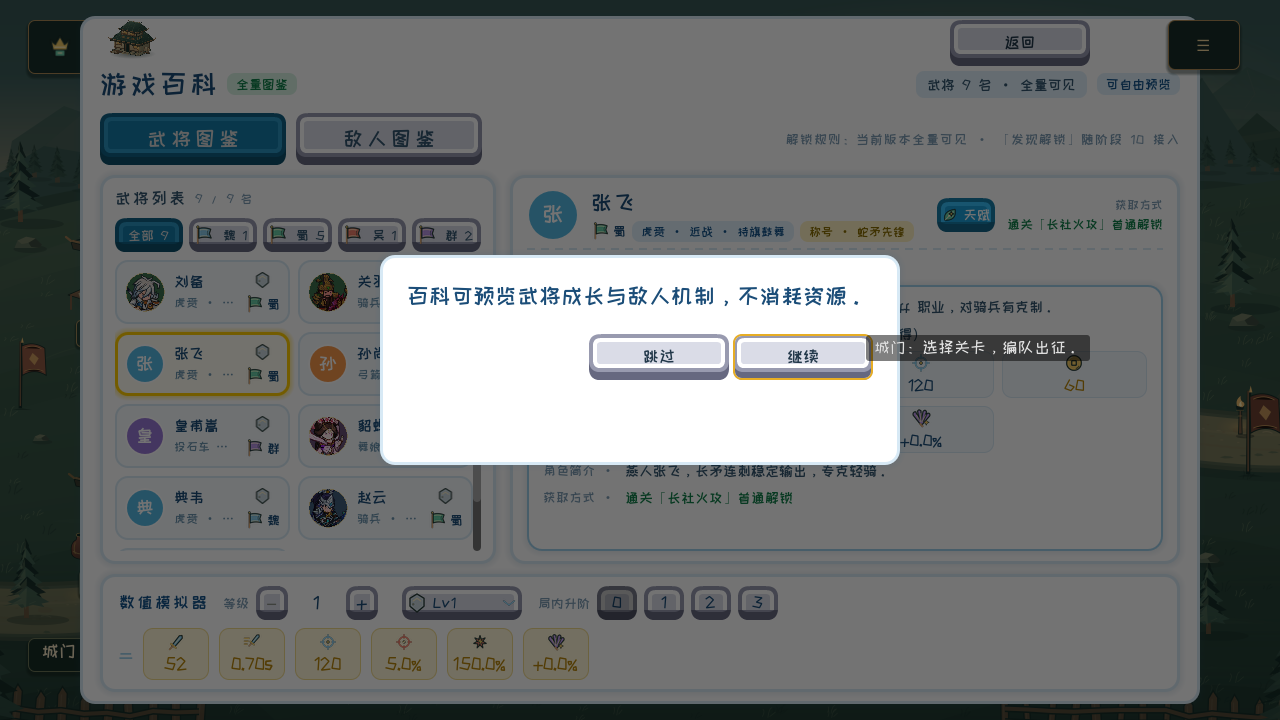 返回
游戏百科 全量图鉴
武将 9 名 · 全量可见 可自由预览
武将图鉴 敌人图鉴
解锁规则：当前版本全量可见 · 「发现解锁」随阶段 10 接入
武将列表 9 / 9 名
全部 9 魏 1 蜀 5 吴 1 群 2
刘备
虎贲 · … 蜀
关
骑兵
张 张飞
虎贲 · … 蜀
孙 孙尚
弓
皇 皇甫嵩
投石车 … 群
貂
舞娘
典 典韦
虎贲 · … 魏
赵云
骑兵 · … 蜀
张 张飞
蜀 虎贲 · 近战 · 持旗鼓舞 称号 · 蛇矛先锋
天赋
获取方式
通关「长社火攻」首通解锁
职业，对骑兵有克制．
得）
120 60
+0.0%
角色简介 · 燕人张飞，长矛连刺稳定输出，专克轻骑．
获取方式 · 通关「长社火攻」首通解锁
百科可预览武将成长与敌人机制，不消耗资源．
跳过 继续
城门：选择关卡，编队出征．
数值模拟器 等级 − 1 + Lv1 局内升阶 0 1 2 3
= 52 0.70s 120 5.0% 150.0% +0.0%
城门